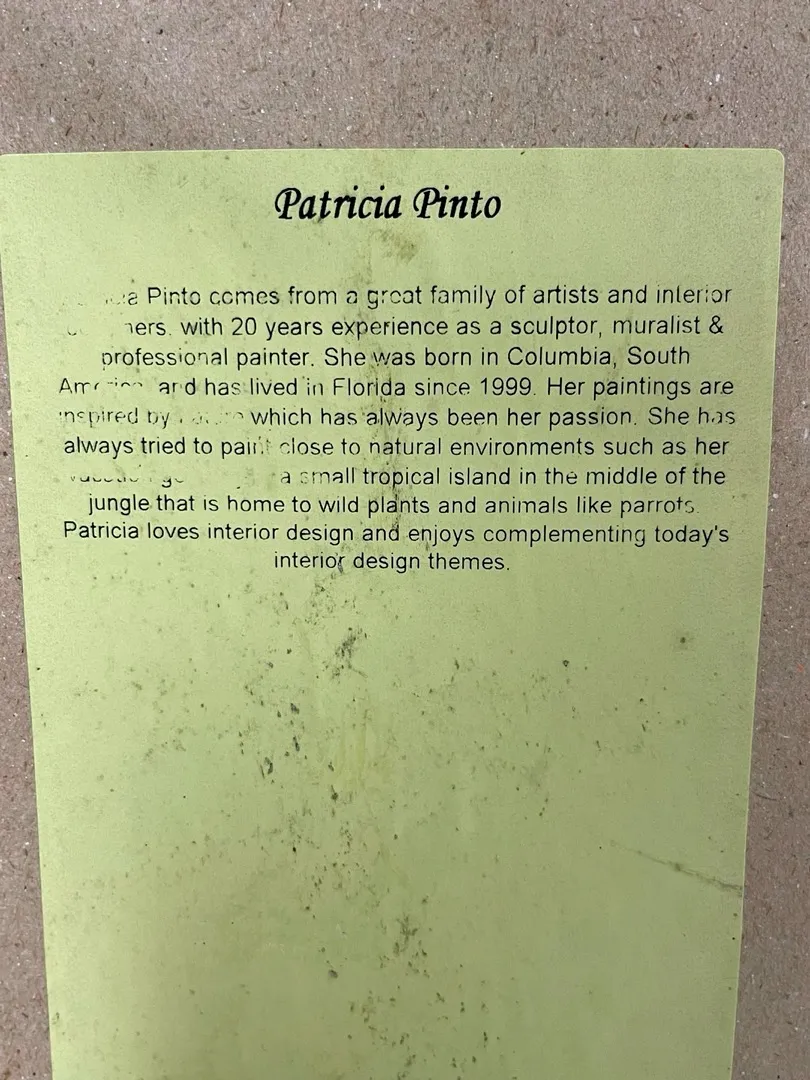 Patricia Pinto
Pinto comes from a great family of artists and interior
with 20 years experience as a sculptor, muralist &
professional painter. She was born in Columbia, South
and has lived in Florida since 1999. Her paintings are
inspired by which has always been her passion. She has
always tried to paint close to natural environments such as her
a small tropical island in the middle of the
jungle that is home to wild plants and animals like parrots.
Patricia loves interior design and enjoys complementing today's
interior design themes.